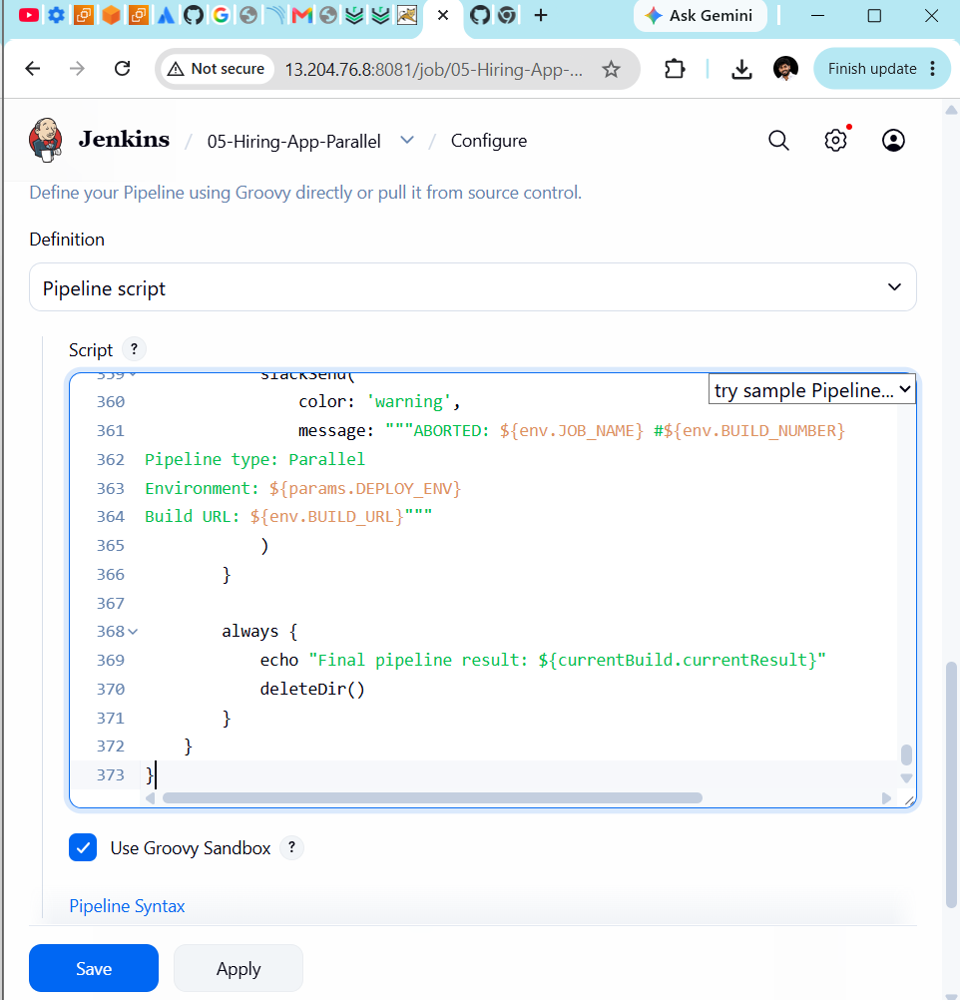 Ask Gemini
Not secure
13.204.76.8:8081/job/05-Hiring-App-...
Finish update
Jenkins / 05-Hiring-App-Parallel / Configure
Define your Pipeline using Groovy directly or pull it from source control.
Definition
Pipeline script
Script ?
try sample Pipeline...
359 slackSend(
360 color: 'warning',
361 message: """ABORTED: ${env.JOB_NAME} #${env.BUILD_NUMBER}
362 Pipeline type: Parallel
363 Environment: ${params.DEPLOY_ENV}
364 Build URL: ${env.BUILD_URL}"""
365 )
366 }
367
368 always {
369 echo "Final pipeline result: ${currentBuild.currentResult}"
370 deleteDir()
371 }
372 }
373 }
Use Groovy Sandbox ?
Pipeline Syntax
Save
Apply